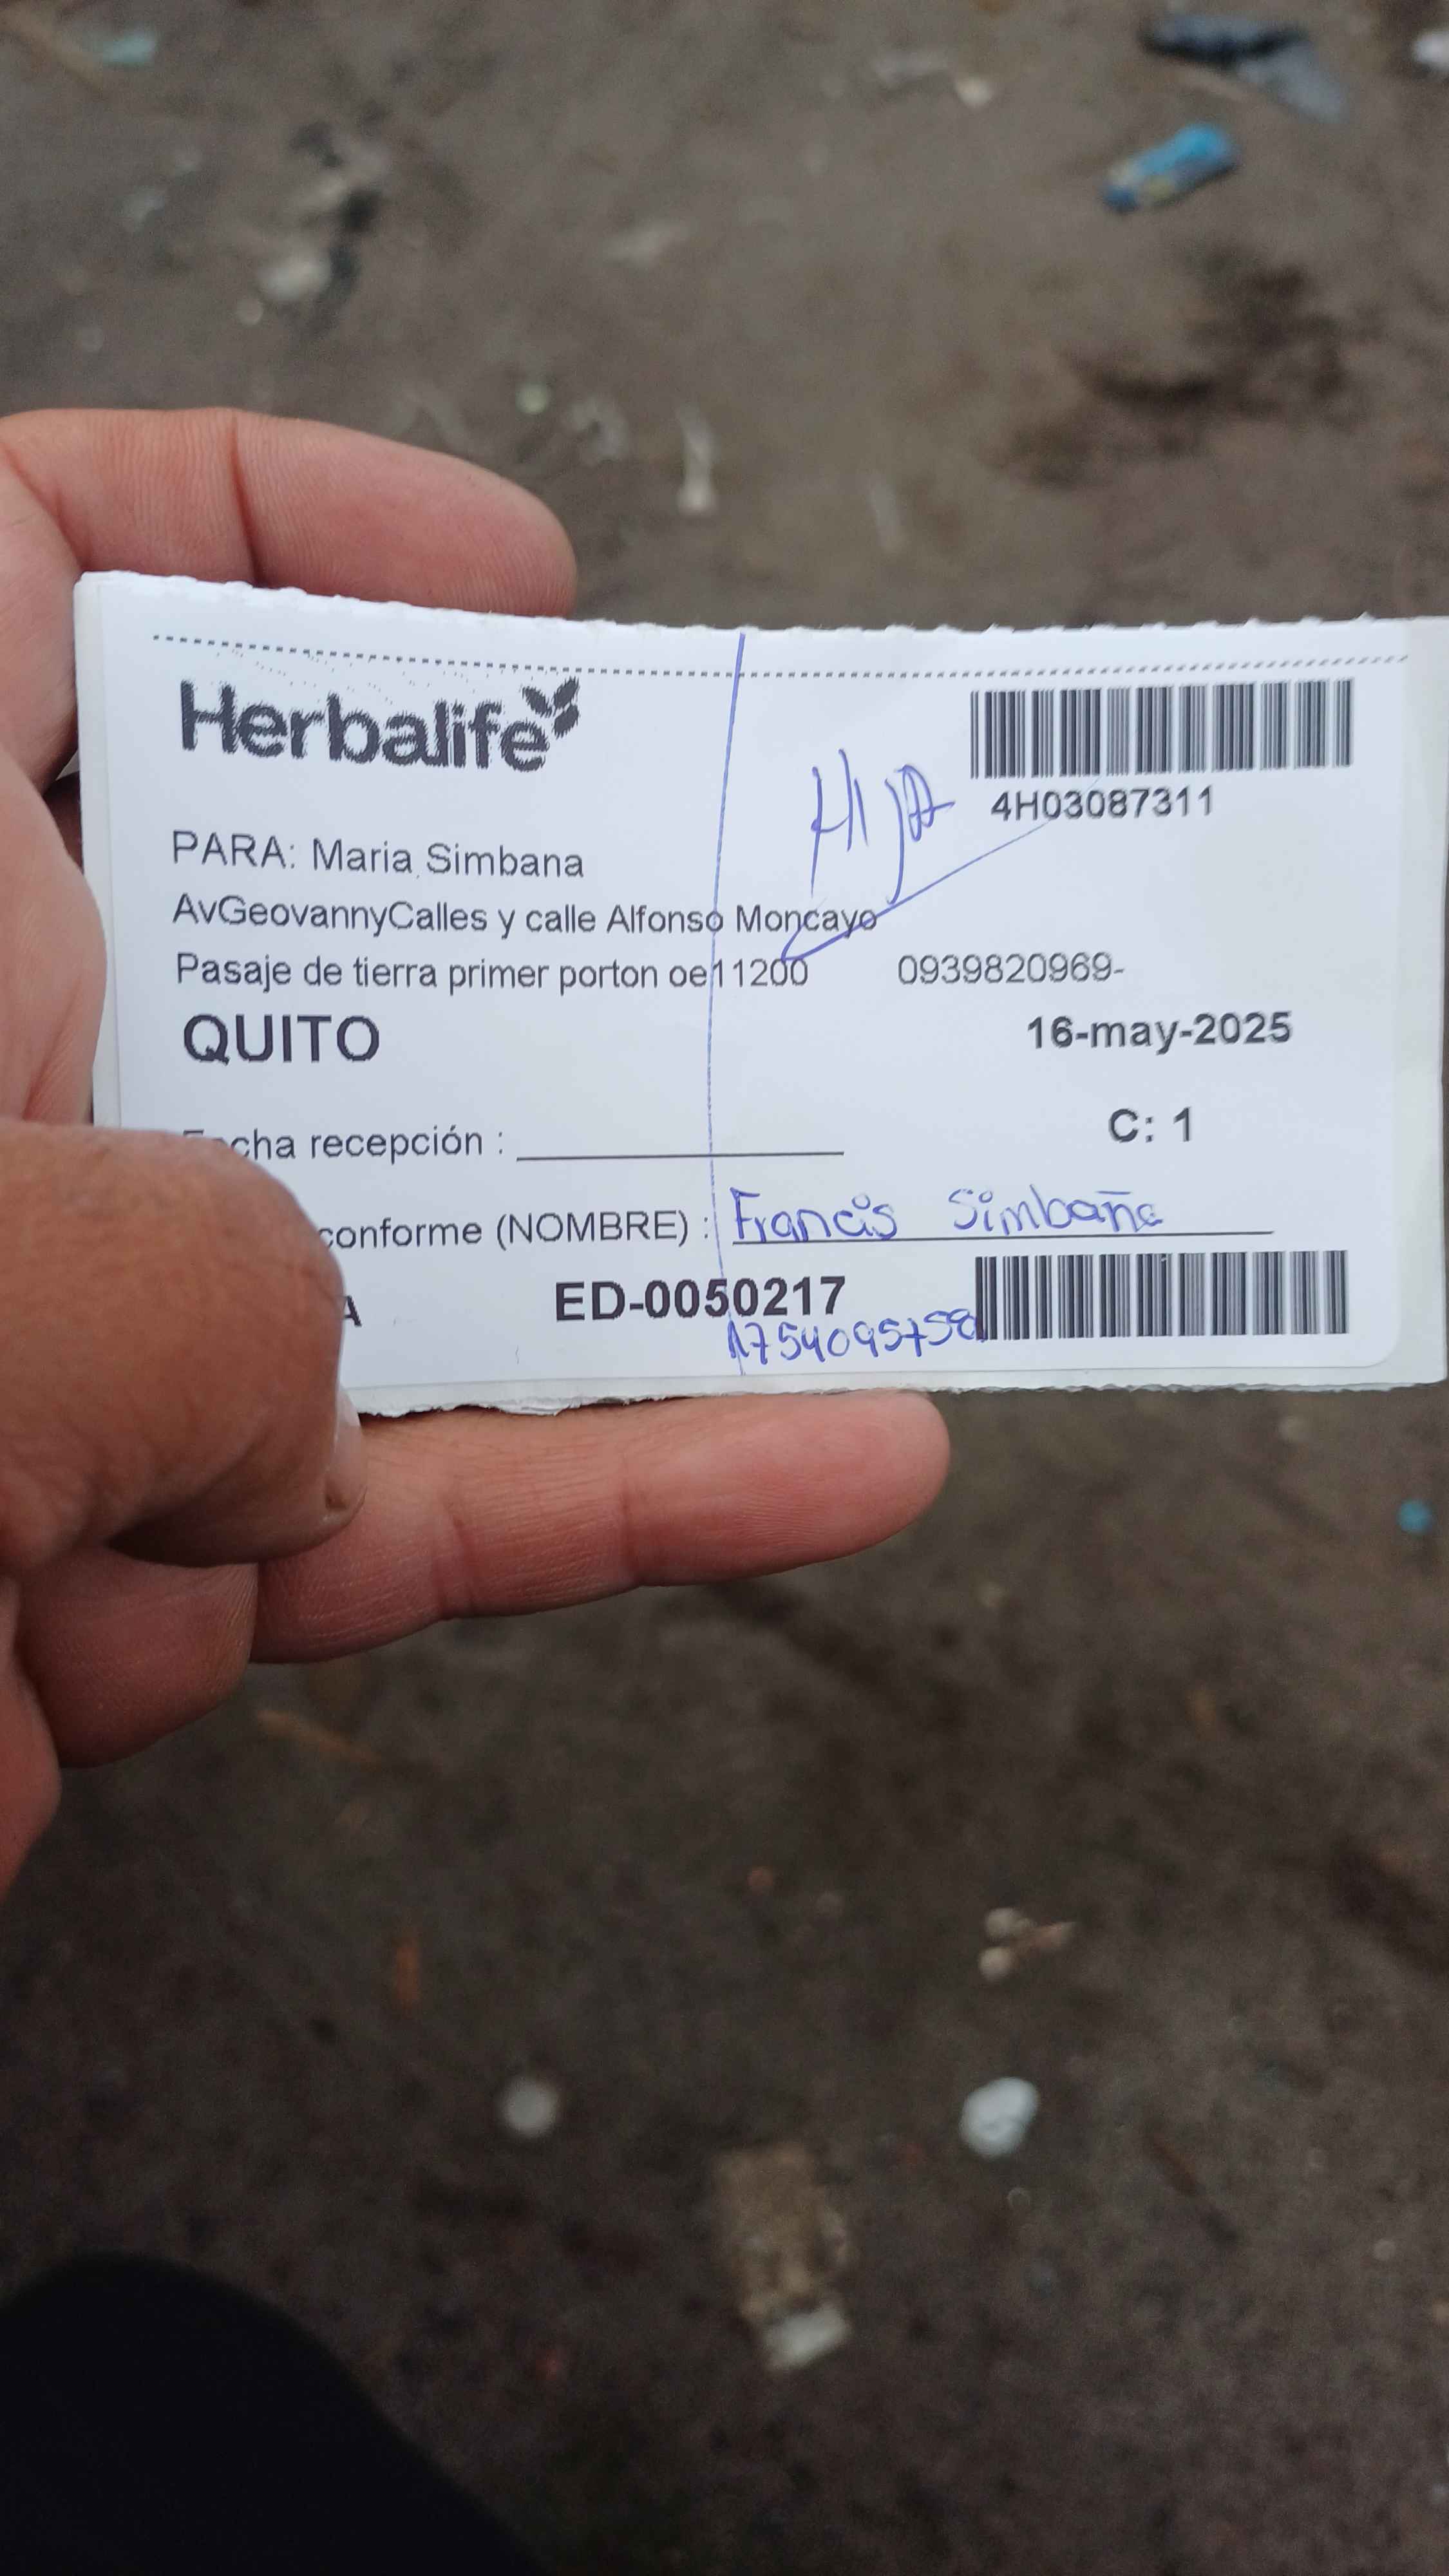 Herbalife
4H03087311
Hija
PARA: Maria Simbana
AvGeovannyCalles y calle Alfonso Moncayo
Pasaje de tierra primer porton oe11200 0939820969-
QUITO
16-may-2025
cha recepción :
C: 1
conforme (NOMBRE) : Francis Simbaña
A ED-0050217
1754095758